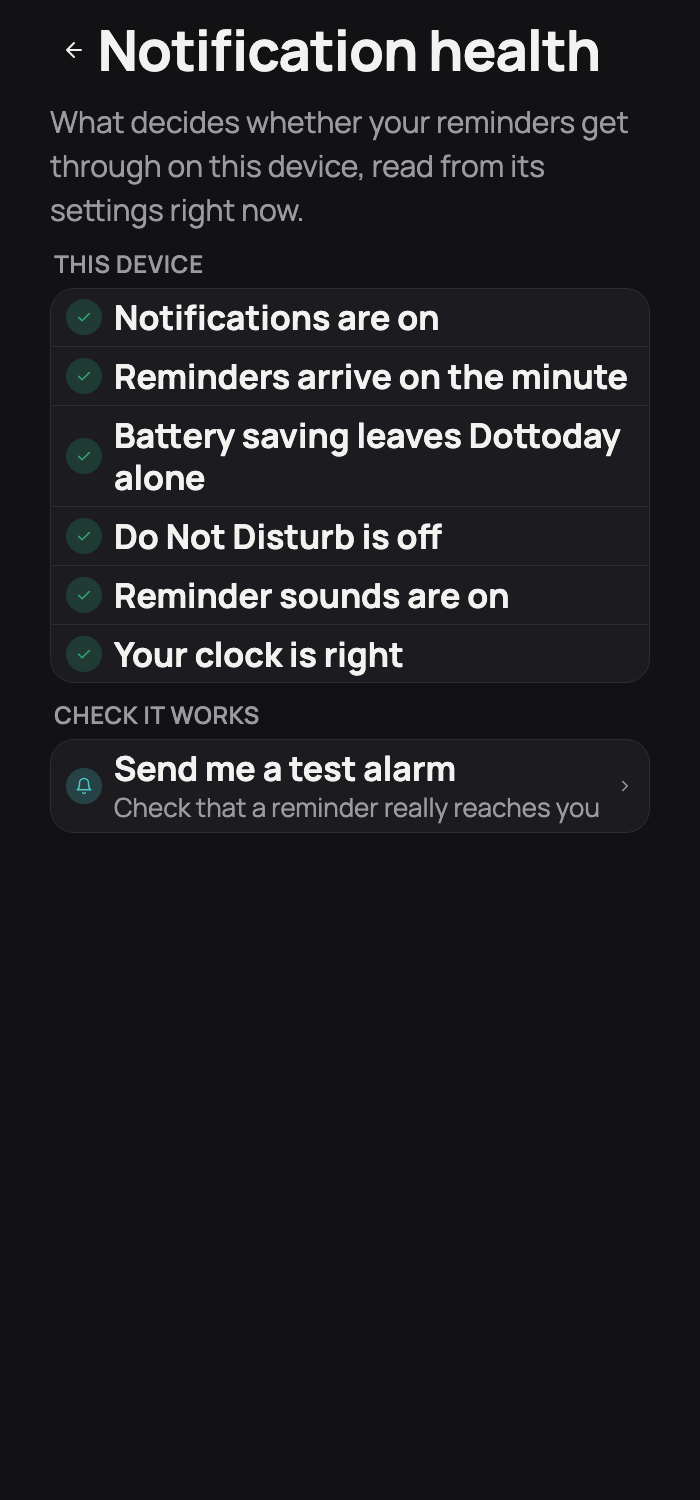 Notification health
What decides whether your reminders get
through on this device, read from its
settings right now.
THIS DEVICE
Notifications are on
Reminders arrive on the minute
Battery saving leaves Dottoday
alone
Do Not Disturb is off
Reminder sounds are on
Your clock is right
CHECK IT WORKS
Send me a test alarm
Check that a reminder really reaches you